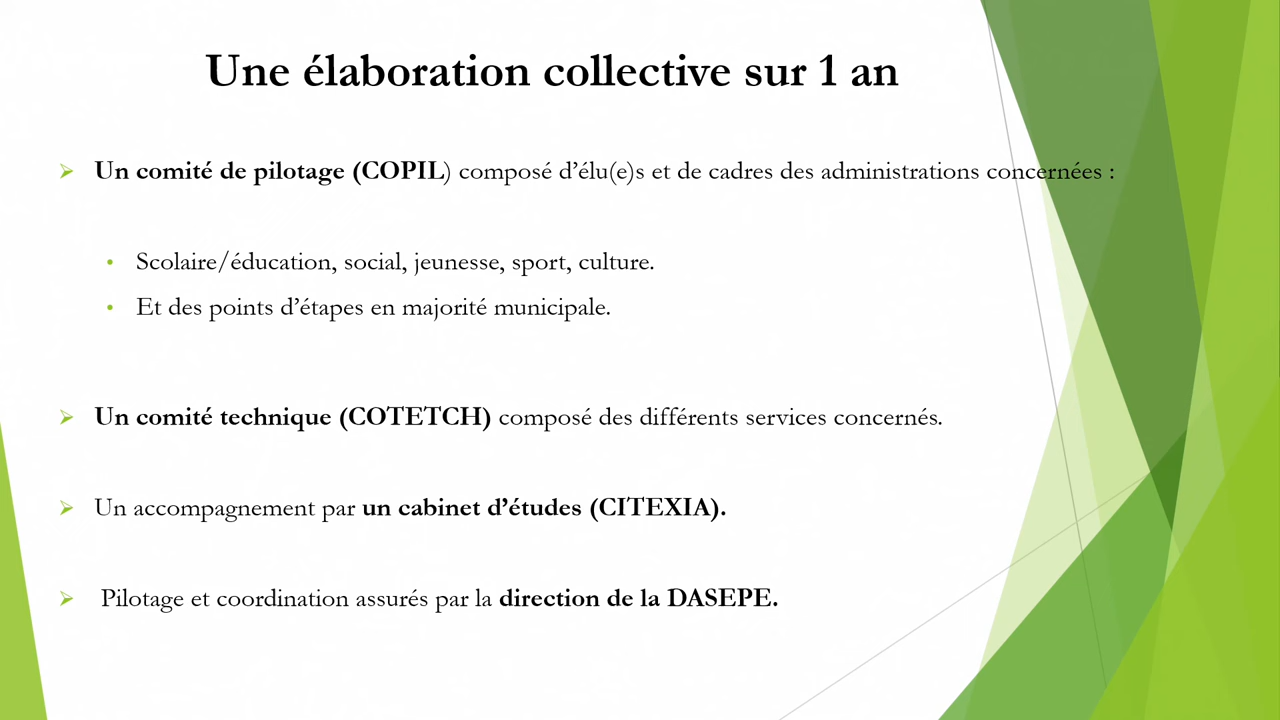 Une élaboration collective sur 1 an
Un comité de pilotage (COPIL) composé d’élu(e)s et de cadres des administrations concernées :
Scolaire/éducation, social, jeunesse, sport, culture.
Et des points d’étapes en majorité municipale.
Un comité technique (COTETCH) composé des différents services concernés.
Un accompagnement par un cabinet d’études (CITEXIA).
Pilotage et coordination assurés par la direction de la DASEPE.